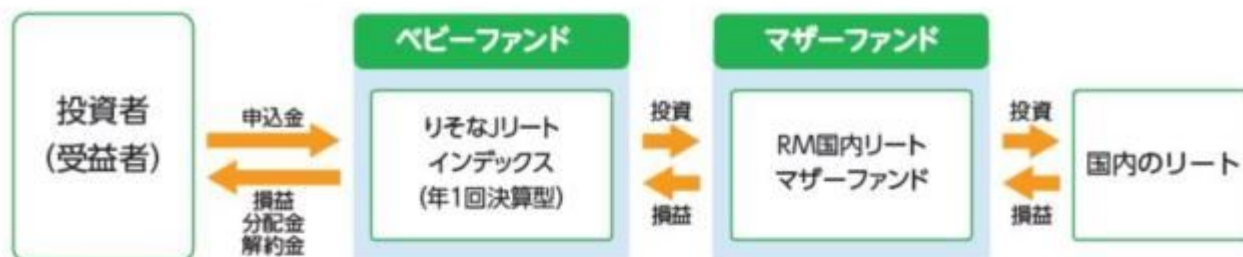 ベビーファンド
マザーファンド
投資者
(受益者)
申込金
損益
分配金
解約金
りそなJリート
インデックス
(年1回決算型)
投資
損益
RM国内リート
マザーファンド
投資
損益
国内のリート